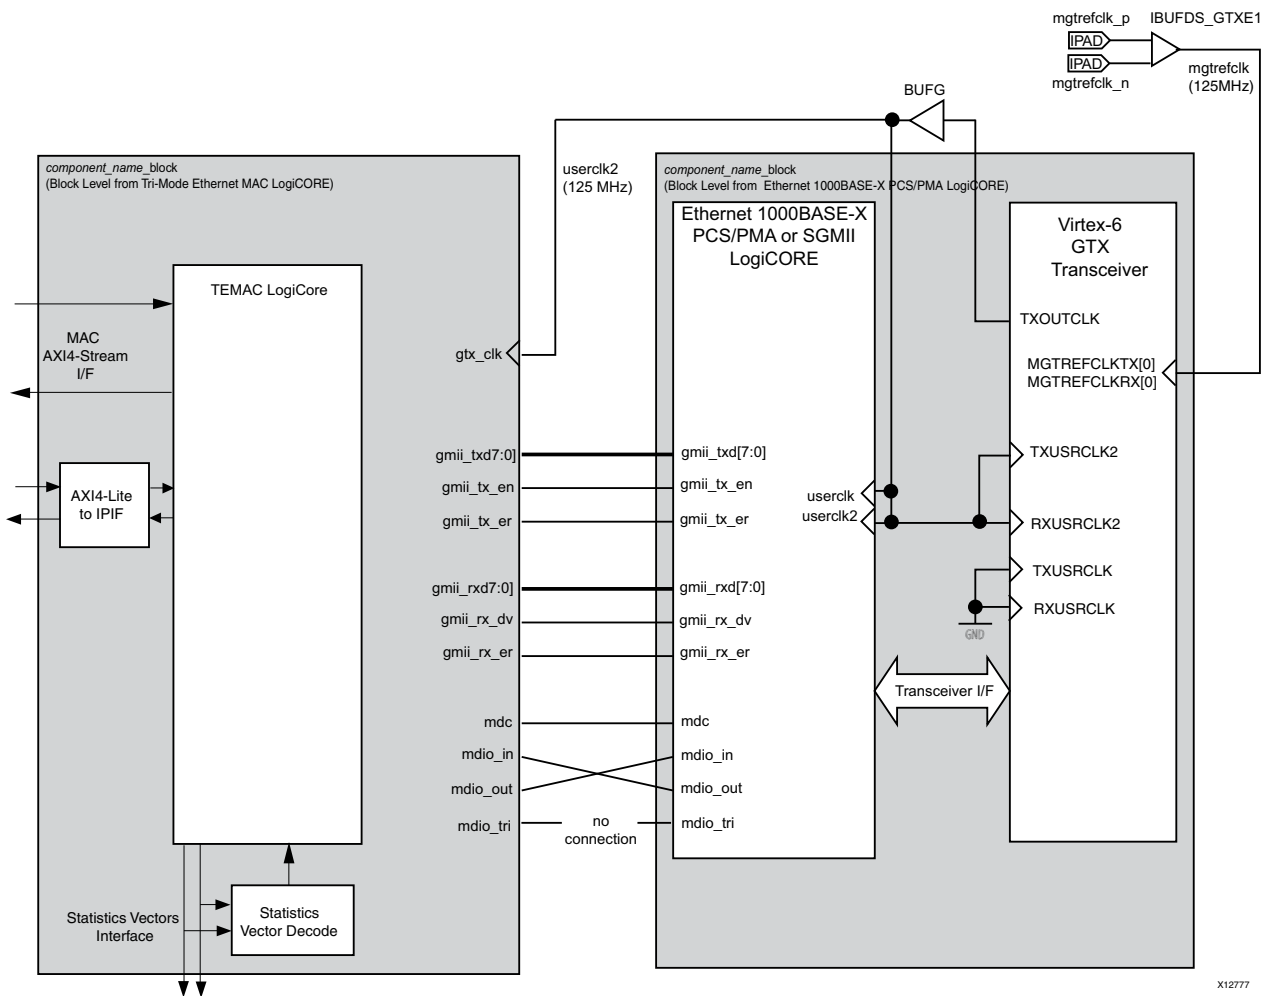 mgtrefclk_p
IBUFDS_GTXE1
IPAD
IPAD
mgtrefclk_n
mgtrefclk
(125MHz)
BUFG
userclk2
(125 MHz)
component_name_block
(Block Level from Tri-Mode Ethernet MAC LogiCORE)
TEMAC LogiCore
MAC
AXI4-Stream
I/F
AXI4-Lite
to IPIF
Statistics Vectors
Interface
Statistics
Vector Decode
gtx_clk
gmii_txd7:0]
gmii_tx_en
gmii_tx_er
gmii_rxd7:0]
gmii_rx_dv
gmii_rx_er
mdc
mdio_in
mdio_out
mdio_tri
no
connection
component_name_block
(Block Level from Ethernet 1000BASE-X PCS/PMA LogiCORE)
Ethernet 1000BASE-X
PCS/PMA or SGMII
LogiCORE
gmii_txd[7:0]
gmii_tx_en
gmii_tx_er
gmii_rxd[7:0]
gmii_rx_dv
gmii_rx_er
mdc
mdio_in
mdio_out
mdio_tri
userclk
userclk2
Transceiver I/F
GND
Virtex-6
GTX
Transceiver
TXOUTCLK
MGTREFCLKTX[0]
MGTREFCLKRX[0]
TXUSRCLK2
RXUSRCLK2
TXUSRCLK
RXUSRCLK
X12777